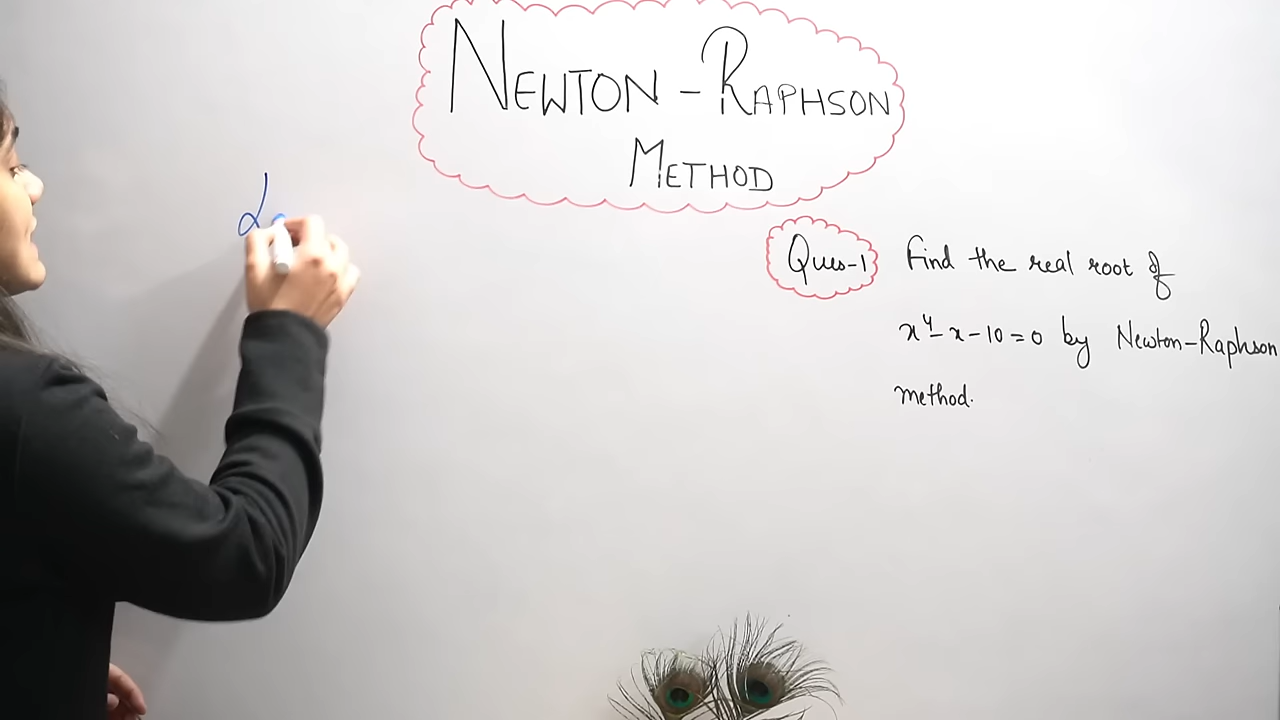 NEWTON - RAPHSON
METHOD
Ques-1 Find the real root of
x⁴- x - 10 = 0 by Newton-Raphson
method.